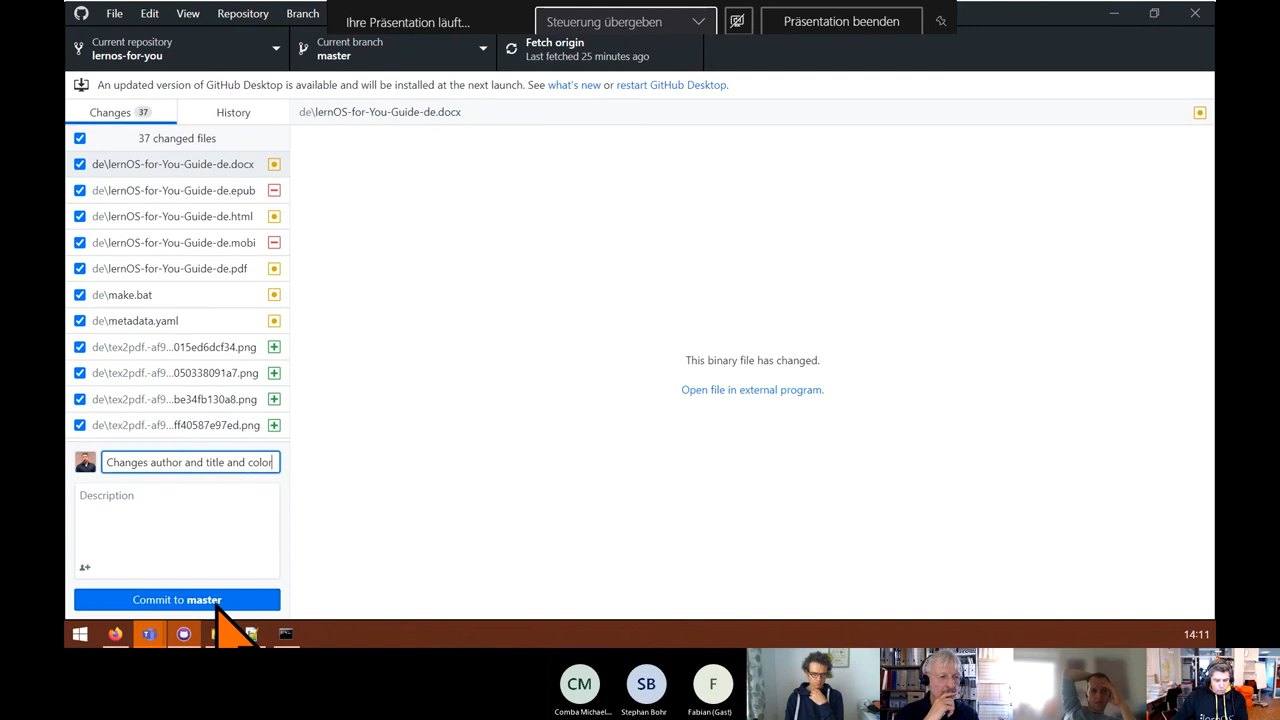 File Edit View Repository Branch
Ihre Präsentation läuft...
Steuerung übergeben
Präsentation beenden
Current repository
lernos-for-you
Current branch
master
Fetch origin
Last fetched 25 minutes ago
An updated version of GitHub Desktop is available and will be installed at the next launch. See what's new or restart GitHub Desktop.
Changes 37
History
de\lernOS-for-You-Guide-de.docx
37 changed files
de\lernOS-for-You-Guide-de.docx
de\lernOS-for-You-Guide-de.epub
de\lernOS-for-You-Guide-de.html
de\lernOS-for-You-Guide-de.mobi
de\lernOS-for-You-Guide-de.pdf
de\make.bat
de\metadata.yaml
de\tex2pdf.-af9...015ed6dcf34.png
de\tex2pdf.-af9...050338091a7.png
de\tex2pdf.-af9...be34fb130a8.png
de\tex2pdf.-af9...ff40587e97ed.png
This binary file has changed.
Open file in external program.
Changes author and title and color
Description
Commit to master
14:11
CM
SB
F
Comba Michael...
Stephan Bohr
Fabian (Gast)